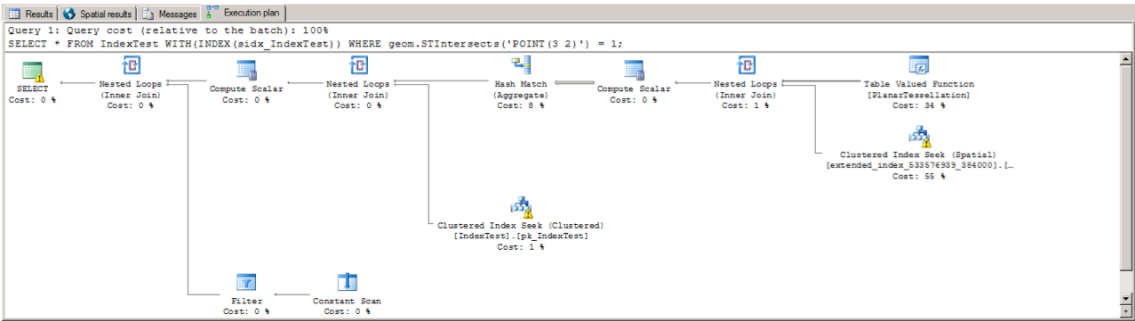 Results Spatial results Messages Execution plan
Query 1: Query cost (relative to the batch): 100%
SELECT * FROM IndexTest WITH(INDEX(sidx_IndexTest)) WHERE geom.STIntersects('POINT(3 2)') = 1;
SELECT
Cost: 0 %
Nested Loops
(Inner Join)
Cost: 0 %
Compute Scalar
Cost: 0 %
Nested Loops
(Inner Join)
Cost: 0 %
Hash Match
(Aggregate)
Cost: 8 %
Compute Scalar
Cost: 0 %
Nested Loops
(Inner Join)
Cost: 1 %
Table Valued Function
[PlanarTessellation]
Cost: 34 %
Clustered Index Seek (Spatial)
[extended_index_533576939_384000].[…
Cost: 55 %
Clustered Index Seek (Clustered)
[IndexTest].[pk_IndexTest]
Cost: 1 %
Filter
Cost: 0 %
Constant Scan
Cost: 0 %